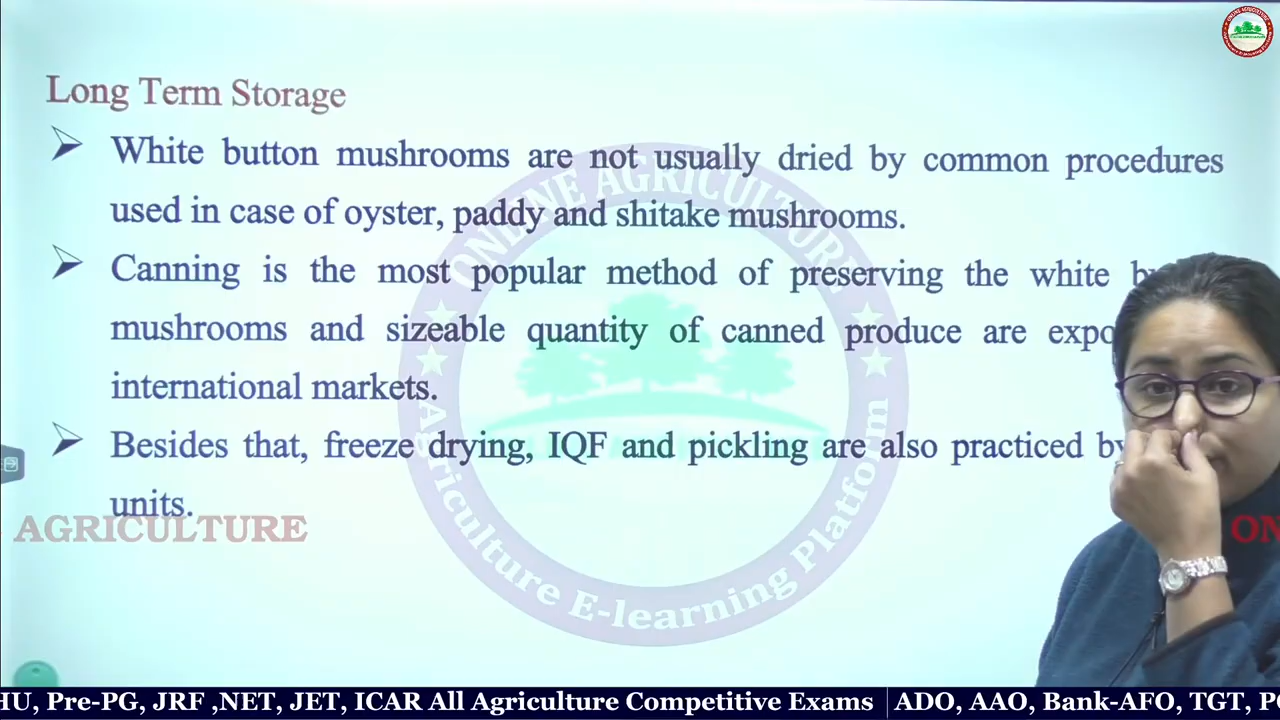 Long Term Storage
White button mushrooms are not usually dried by common procedures
used in case of oyster, paddy and shitake mushrooms.
Canning is the most popular method of preserving the white
mushrooms and sizeable quantity of canned produce are
international markets.
Besides that, freeze drying, IQF and pickling are also practiced
units.
ONLINE AGRICULTURE
Agriculture E-learning Platform
AGRICULTURE
ON
HU, Pre-PG, JRF ,NET, JET, ICAR All Agriculture Competitive Exams ADO, AAO, Bank-AFO, TGT,